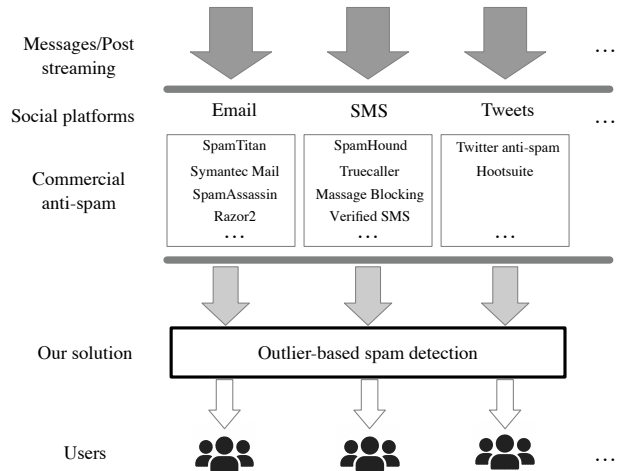 Messages/Post
streaming
...
Social platforms
Email
SMS
Tweets
...
Commercial
anti-spam
SpamTitan
Symantec Mail
SpamAssassin
Razor2
...
SpamHound
Truecaller
Massage Blocking
Verified SMS
...
Twitter anti-spam
Hootsuite
...
Our solution
Outlier-based spam detection
Users
...